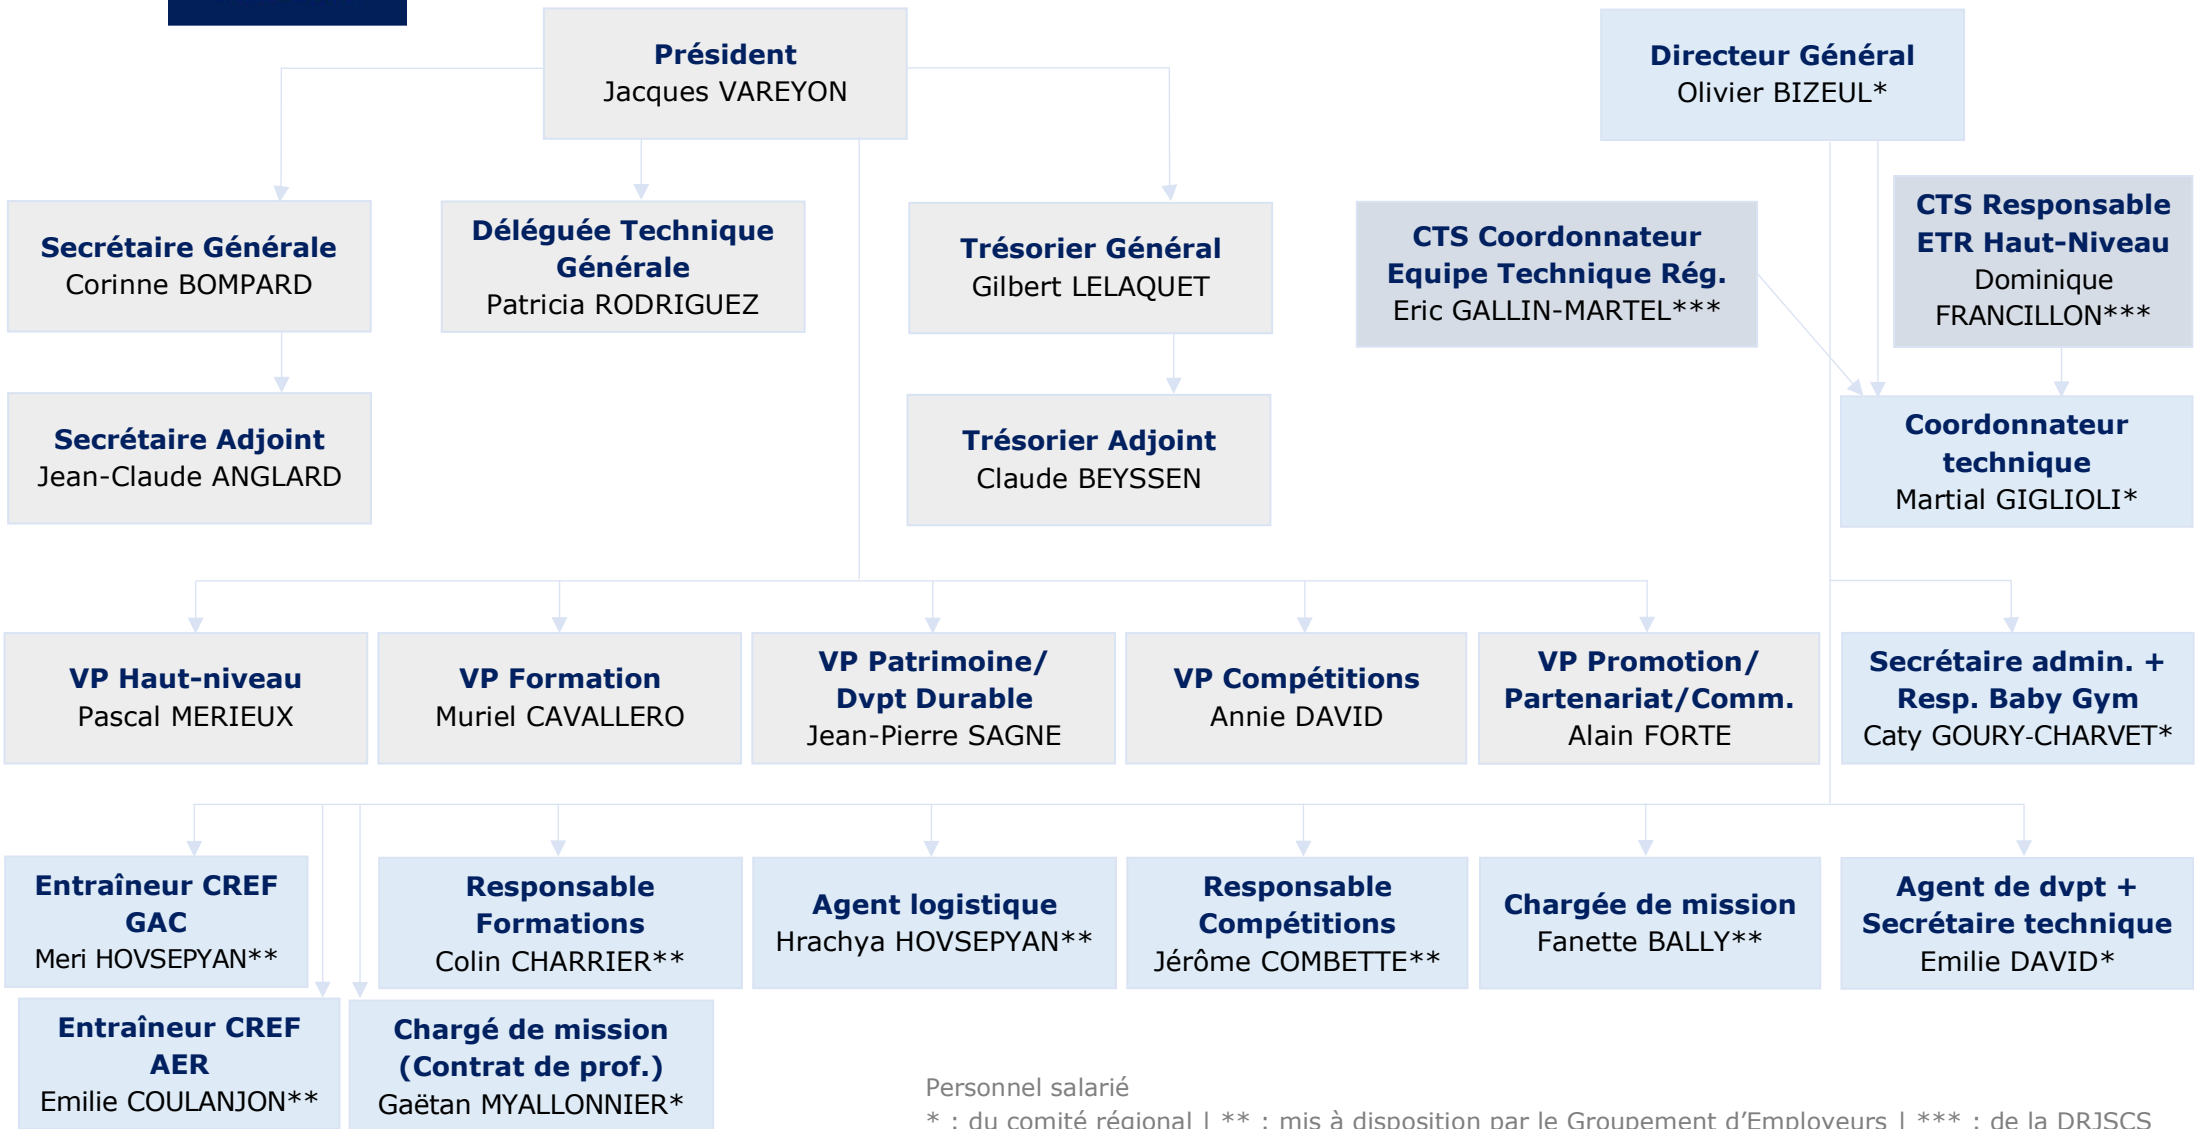 Président
Jacques VAREYON
Directeur Général
Olivier BIZEUL*
Secrétaire Générale
Corinne BOMPARD
Déléguée Technique
Générale
Patricia RODRIGUEZ
Trésorier Général
Gilbert LELAQUET
CTS Coordonnateur
Equipe Technique Rég.
Eric GALLIN-MARTEL***
CTS Responsable
ETR Haut-Niveau
Dominique
FRANCILLON***
Secrétaire Adjoint
Jean-Claude ANGLARD
Trésorier Adjoint
Claude BEYSSEN
Coordonnateur
technique
Martial GIGLIOLI*
VP Haut-niveau
Pascal MERIEUX
VP Formation
Muriel CAVALLERO
VP Patrimoine/
Dvpt Durable
Jean-Pierre SAGNE
VP Compétitions
Annie DAVID
VP Promotion/
Partenariat/Comm.
Alain FORTE
Secrétaire admin. +
Resp. Baby Gym
Caty GOURY-CHARVET*
Entraîneur CREF
GAC
Meri HOVSEPYAN**
Responsable
Formations
Colin CHARRIER**
Agent logistique
Hrachya HOVSEPYAN**
Responsable
Compétitions
Jérôme COMBETTE**
Chargée de mission
Fanette BALLY**
Agent de dvpt +
Secrétaire technique
Emilie DAVID*
Entraîneur CREF
AER
Emilie COULANJON**
Chargé de mission
(Contrat de prof.)
Gaëtan MYALLONNIER*
Personnel salarié
* : du comité régional | ** : mis à disposition par le Groupement d'Employeurs | *** : de la DRJSCS